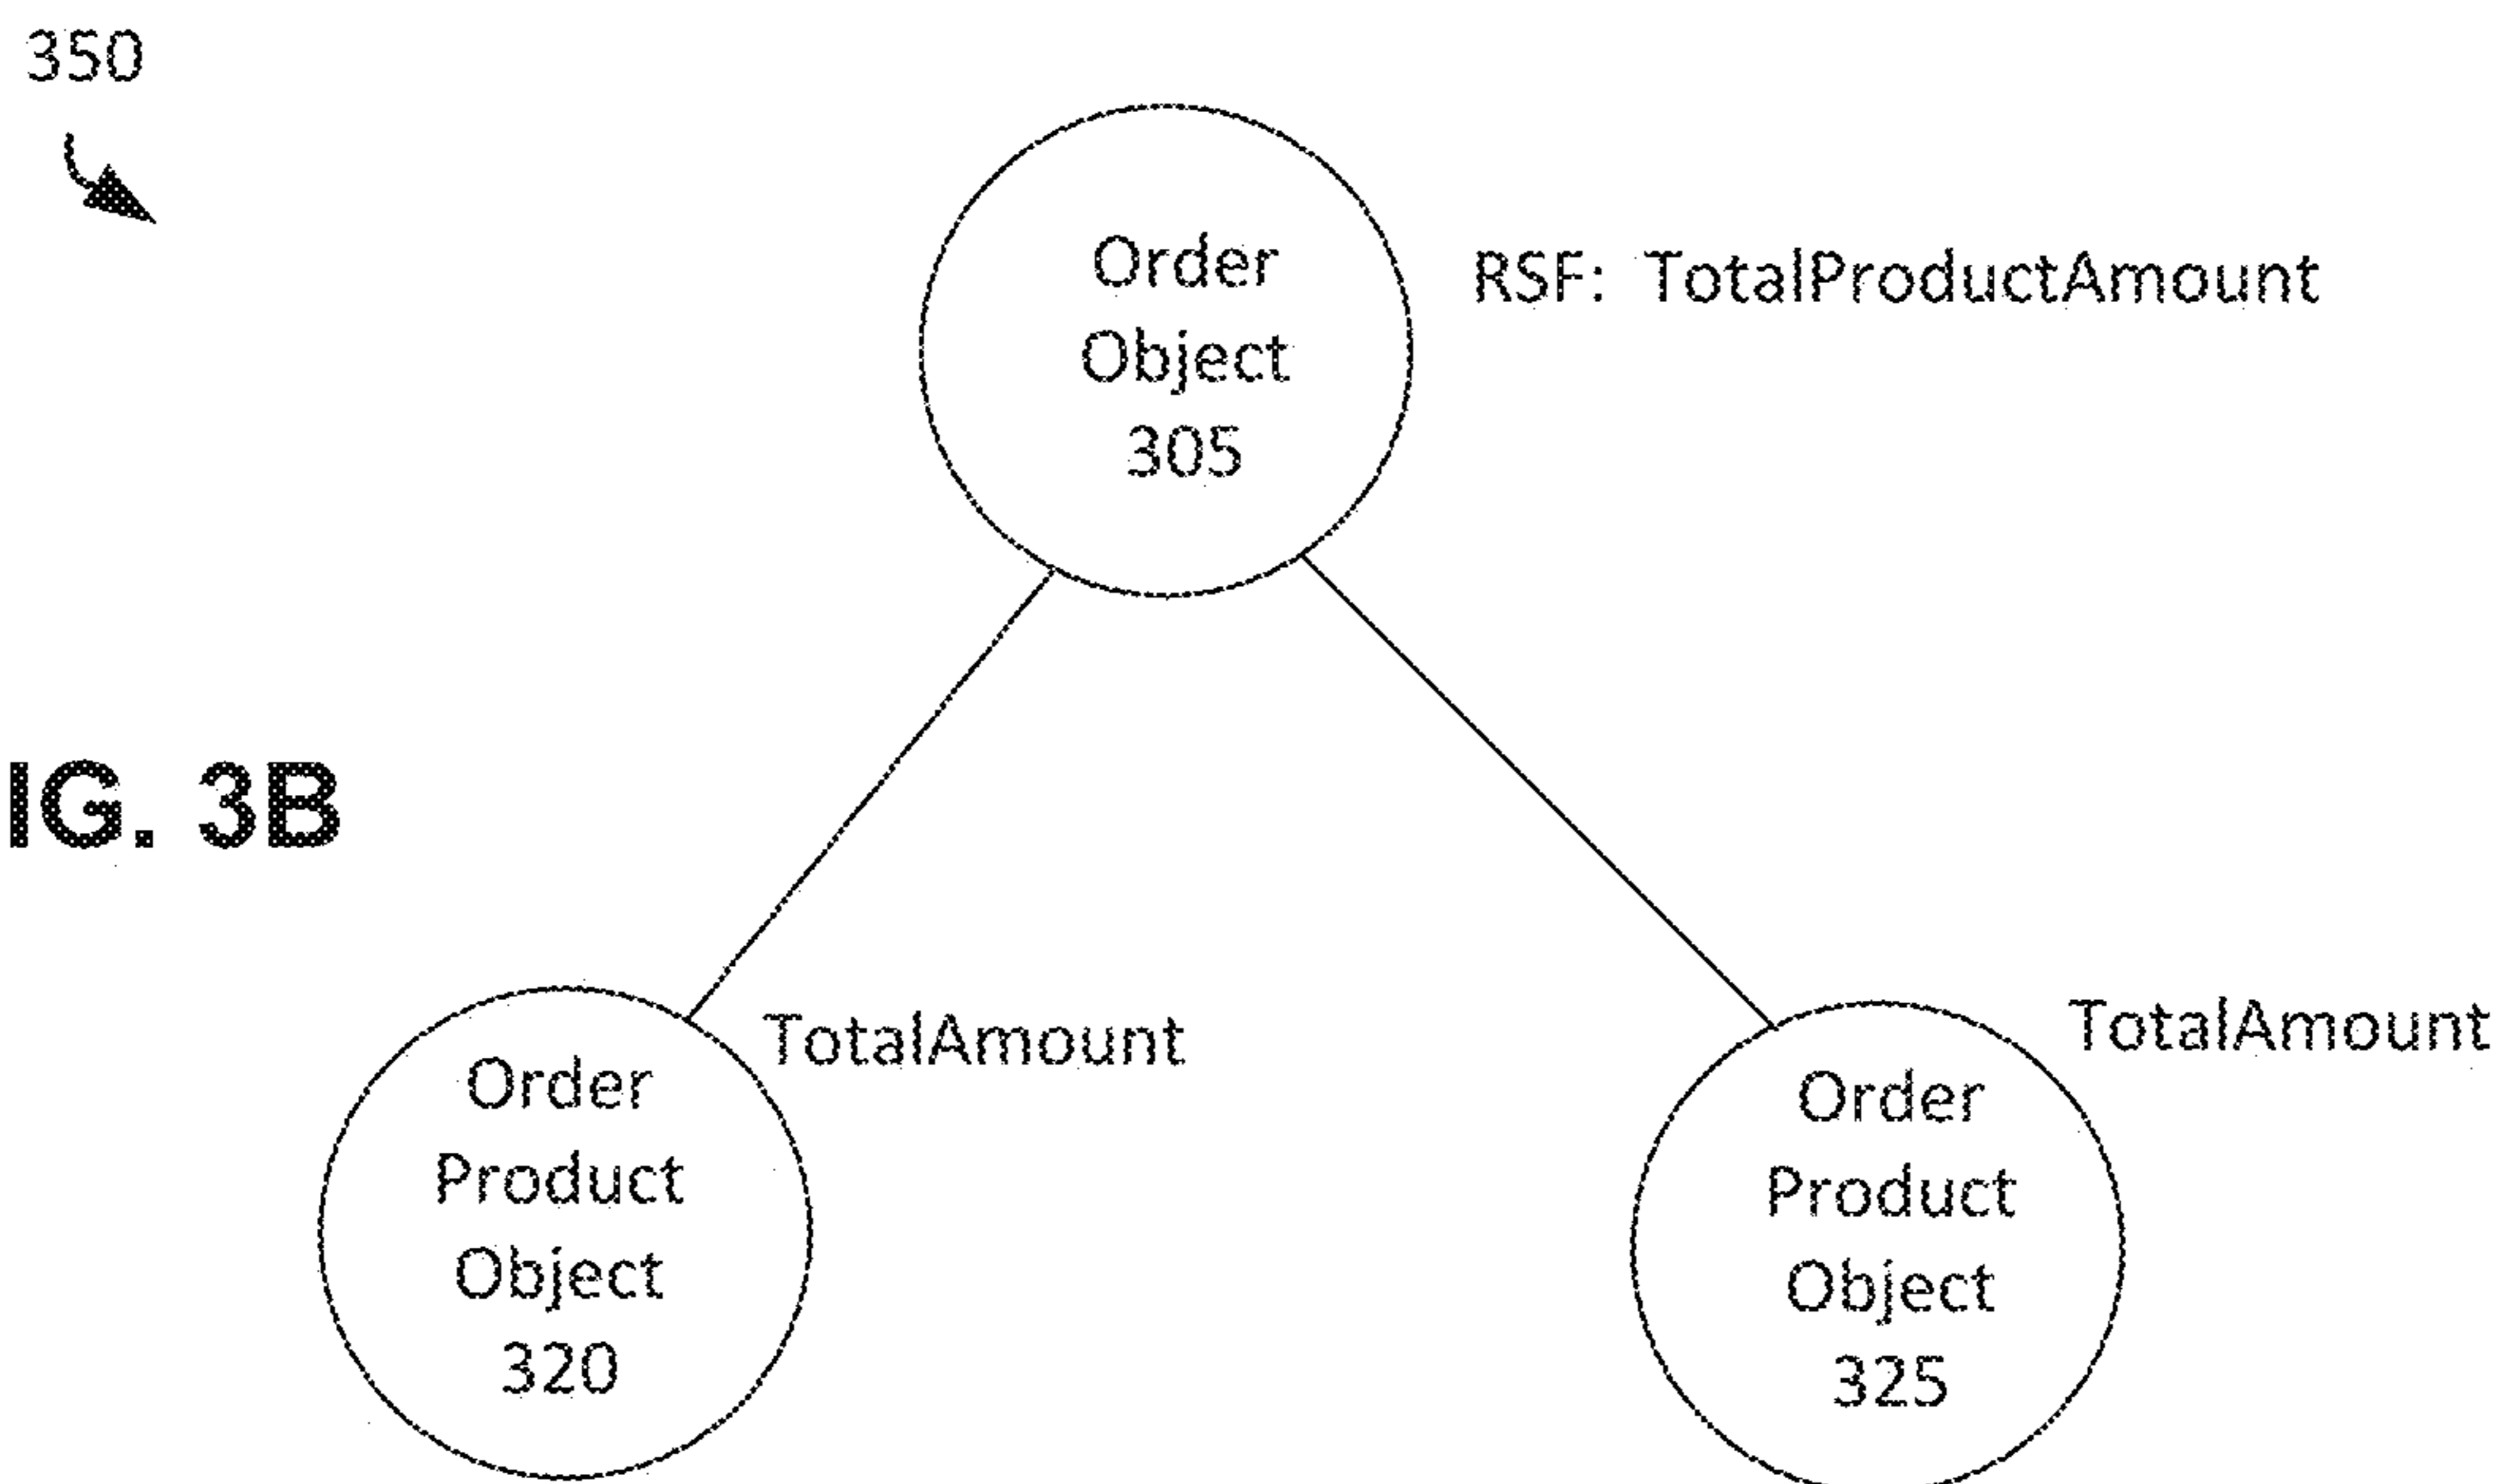 350
Order
Object
305
RSF: TotalProductAmount
IG. 3B
TotalAmount
Order
Product
Object
320
TotalAmount
Order
Product
Object
325